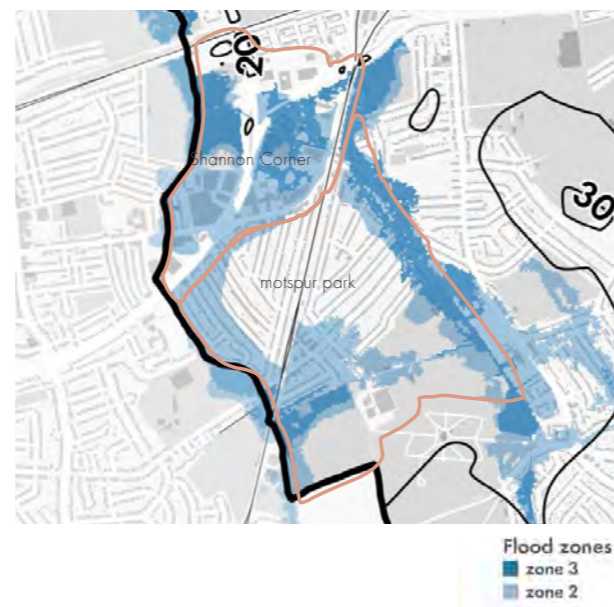 20
Shannon Corner
30
motspur park
Flood zones
zone 3
zone 2